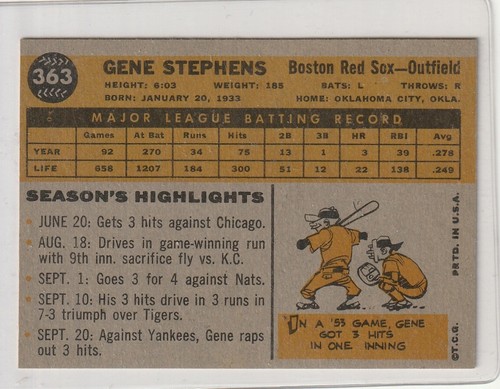 363
GENE STEPHENS Boston Red Sox—Outfield
HEIGHT: 6:03 WEIGHT: 185 BATS: L THROWS: R
BORN: JANUARY 20, 1933 HOME: OKLAHOMA CITY, OKLA.
MAJOR LEAGUE BATTING RECORD
Games At Bat Runs Hits 2B 3B HR RBI Avg
YEAR 92 270 34 75 13 1 3 39 .278
LIFE 658 1207 184 300 51 12 22 138 .249
SEASON'S HIGHLIGHTS
JUNE 20: Gets 3 hits against Chicago.
AUG. 18: Drives in game-winning run
with 9th inn. sacrifice fly vs. K.C.
SEPT. 1: Goes 3 for 4 against Nats.
SEPT. 10: His 3 hits drive in 3 runs in
7-3 triumph over Tigers.
SEPT. 20: Against Yankees, Gene raps
out 3 hits.
IN A '53 GAME, GENE
GOT 3 HITS
IN ONE INNING
©T.C.G. PRTD. IN U.S.A.